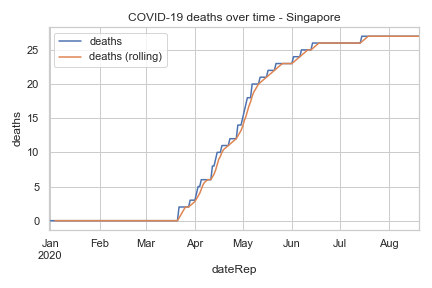 COVID-19 deaths over time - Singapore
deaths
deaths (rolling)
deaths
25
20
15
10
5
0
Jan Feb Mar Apr May Jun Jul Aug
2020
dateRep